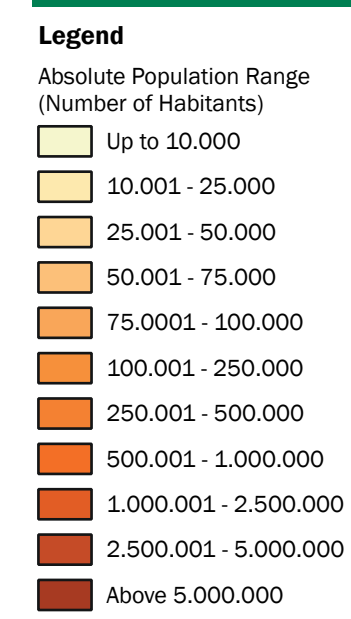 Legend
Absolute Population Range
(Number of Habitants)
Up to 10.000
10.001 - 25.000
25.001 - 50.000
50.001 - 75.000
75.0001 - 100.000
100.001 - 250.000
250.001 - 500.000
500.001 - 1.000.000
1.000.001 - 2.500.000
2.500.001 - 5.000.000
Above 5.000.000